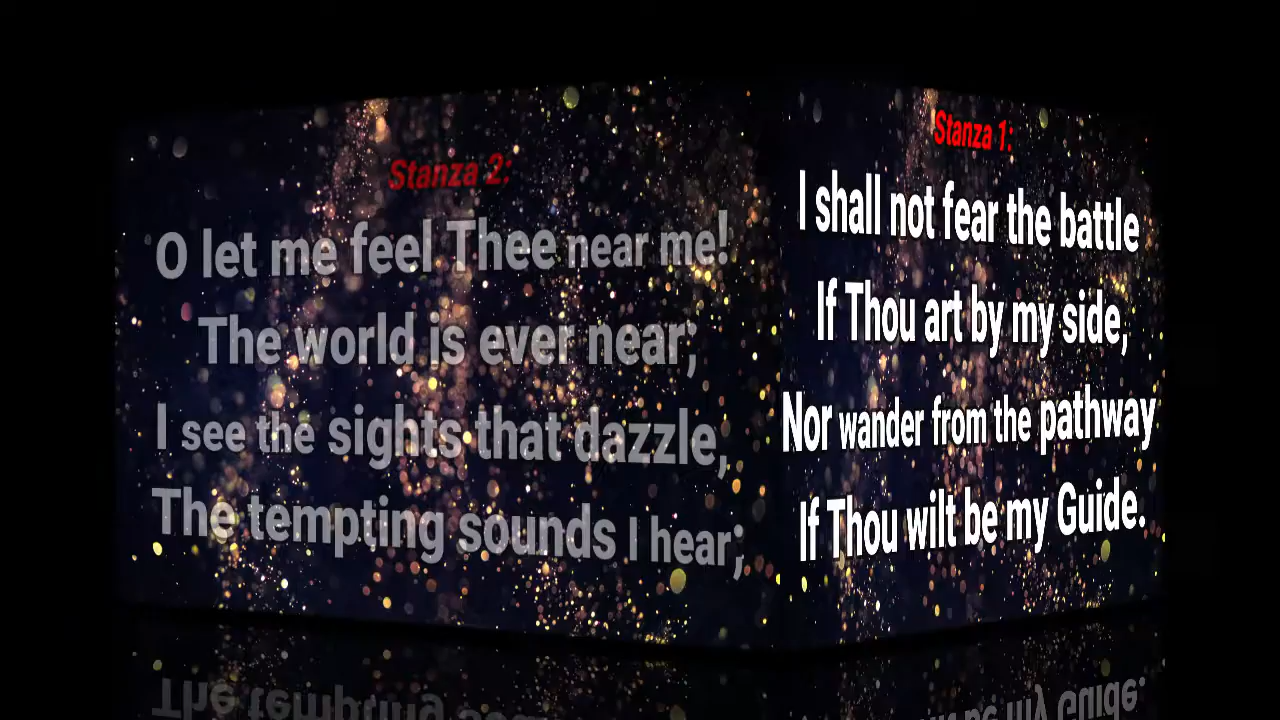 Stanza 2:
O let me feel Thee near me!
The world is ever near;
I see the sights that dazzle,
The tempting sounds I hear;
Stanza 1:
I shall not fear the battle
If Thou art by my side,
Nor wander from the pathway
If Thou wilt be my Guide.